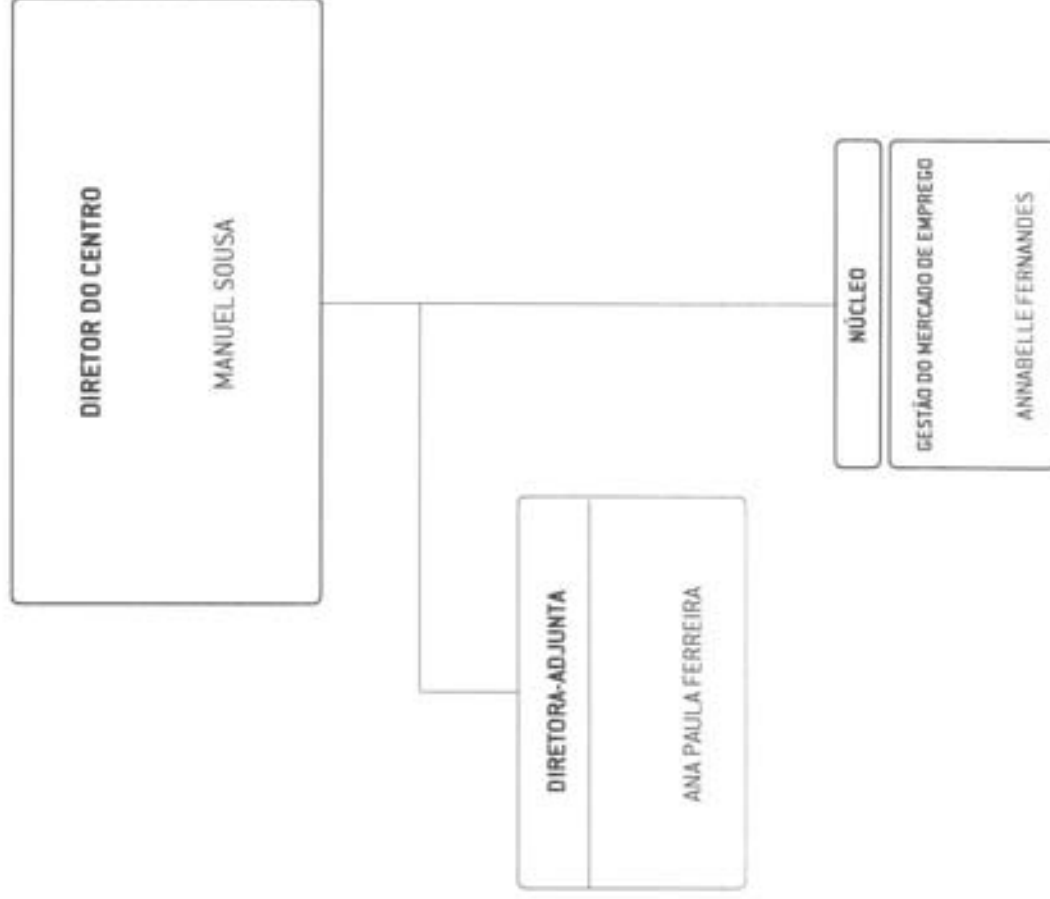 DIRETOR DO CENTRO
MANUEL SOUSA
DIRETORA-ADJUNTA
ANA PAULA FERREIRA
NÚCLEO
GESTÃO DO MERCADO DE EMPREGO
ANNABELLE FERNANDES